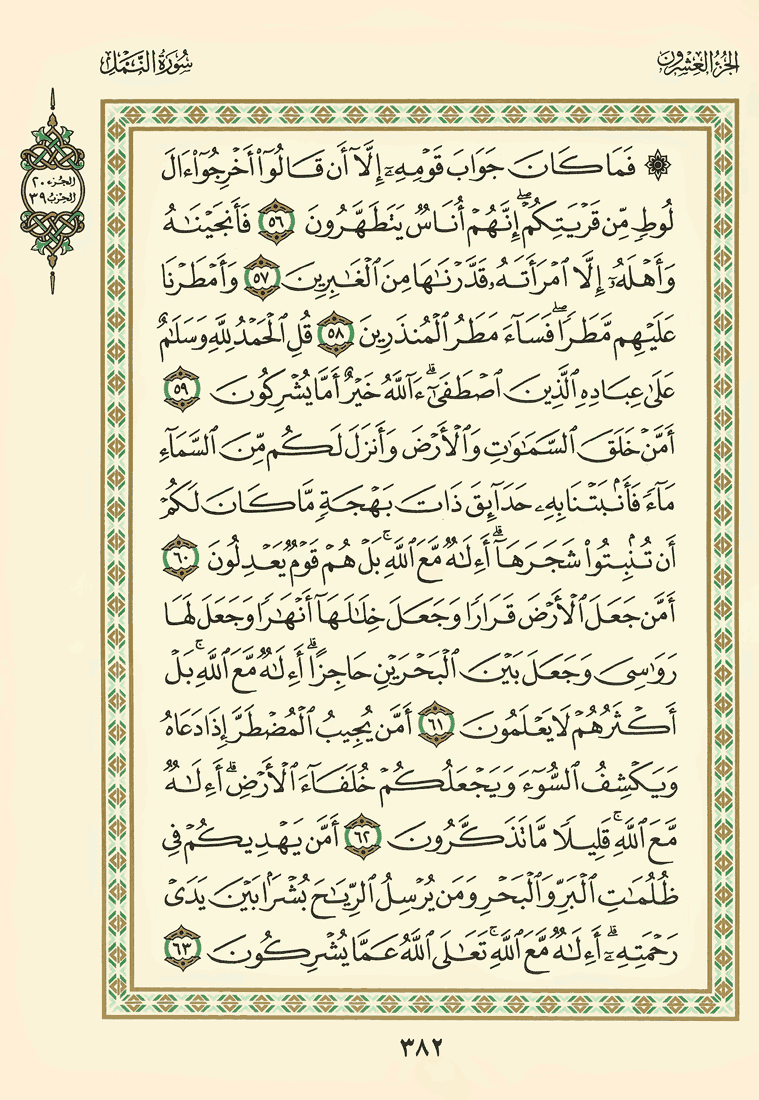 الجزء العشرون
سورة النمل
الجزء ٢٠
الحزب ٣٩
۞ فَمَا كَانَ جَوَابَ قَوْمِهِۦٓ إِلَّآ أَن قَالُوٓا۟ أَخْرِجُوٓا۟ ءَالَ
لُوطٍ مِّن قَرْيَتِكُمْ ۖ إِنَّهُمْ أُنَاسٌ يَتَطَهَّرُونَ ٥٦ فَأَنجَيْنَـٰهُ
وَأَهْلَهُۥٓ إِلَّا ٱمْرَأَتَهُۥ قَدَّرْنَـٰهَا مِنَ ٱلْغَـٰبِرِينَ ٥٧ وَأَمْطَرْنَا
عَلَيْهِم مَّطَرًا ۖ فَسَآءَ مَطَرُ ٱلْمُنذَرِينَ ٥٨ قُلِ ٱلْحَمْدُ لِلَّهِ وَسَلَـٰمٌ
عَلَىٰ عِبَادِهِ ٱلَّذِينَ ٱصْطَفَىٰٓ ۗ ءَآللَّهُ خَيْرٌ أَمَّا يُشْرِكُونَ ٥٩
أَمَّنْ خَلَقَ ٱلسَّمَـٰوَٰتِ وَٱلْأَرْضَ وَأَنزَلَ لَكُم مِّنَ ٱلسَّمَآءِ
مَآءً فَأَنۢبَتْنَا بِهِۦ حَدَآئِقَ ذَاتَ بَهْجَةٍ مَّا كَانَ لَكُمْ
أَن تُنۢبِتُوا۟ شَجَرَهَآ ۗ أَءِلَـٰهٌ مَّعَ ٱللَّهِ ۚ بَلْ هُمْ قَوْمٌ يَعْدِلُونَ ٦٠
أَمَّن جَعَلَ ٱلْأَرْضَ قَرَارًا وَجَعَلَ خِلَـٰلَهَآ أَنْهَـٰرًا وَجَعَلَ لَهَا
رَوَٰسِىَ وَجَعَلَ بَيْنَ ٱلْبَحْرَيْنِ حَاجِزًا ۗ أَءِلَـٰهٌ مَّعَ ٱللَّهِ ۚ بَلْ
أَكْثَرُهُمْ لَا يَعْلَمُونَ ٦١ أَمَّن يُجِيبُ ٱلْمُضْطَرَّ إِذَا دَعَاهُ
وَيَكْشِفُ ٱلسُّوٓءَ وَيَجْعَلُكُمْ خُلَفَآءَ ٱلْأَرْضِ ۗ أَءِلَـٰهٌ
مَّعَ ٱللَّهِ ۚ قَلِيلًا مَّا تَذَكَّرُونَ ٦٢ أَمَّن يَهْدِيكُمْ فِى
ظُلُمَـٰتِ ٱلْبَرِّ وَٱلْبَحْرِ وَمَن يُرْسِلُ ٱلرِّيَـٰحَ بُشْرًۢا بَيْنَ يَدَىْ
رَحْمَتِهِۦٓ ۗ أَءِلَـٰهٌ مَّعَ ٱللَّهِ ۚ تَعَـٰلَى ٱللَّهُ عَمَّا يُشْرِكُونَ ٦٣
٣٨٢